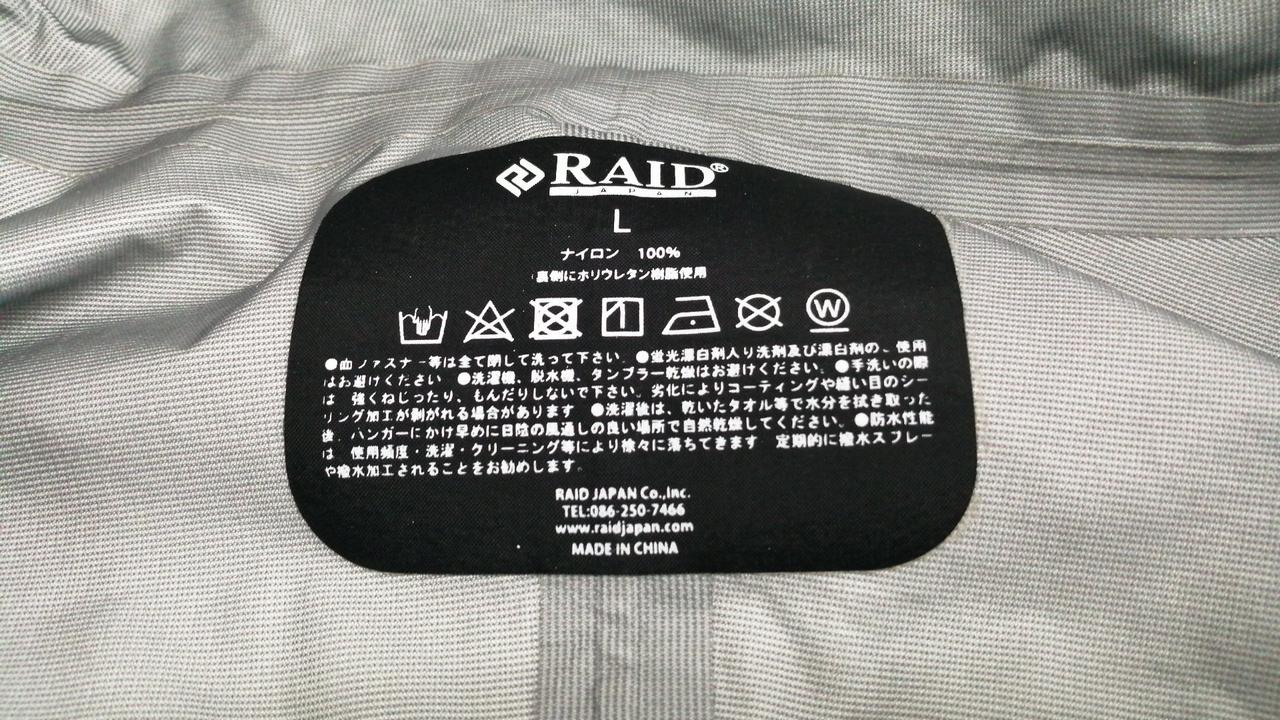 RAID®
JAPAN
L
ナイロン 100%
裏側にポリウレタン樹脂使用
W
ファスナー等は全て閉して洗って下さい。●蛍光漂白剤入り洗剤及び漂白剤の、使用
はお避けください ●洗濯機、脱水機、タンブラー乾燥はお避けください。●手洗いの際
は 強くねじったり、もんだりしないで下さい。劣化によりコーティングや縫い目のシー
リング加工が剝がれる場合があります ●洗濯後は、乾いたタオル等で水分を拭き取った
後、ハンガーにかけ早めに日陰の風通しの良い場所で自然乾燥してください。●防水性能
は 使用頻度・洗濯・クリーニング等により徐々に落ちてきます 定期的に撥水スプレー
や撥水加工されることをお勧めします。
RAID JAPAN Co.,Inc.
TEL:086-250-7466
www.raidjapan.com
MADE IN CHINA